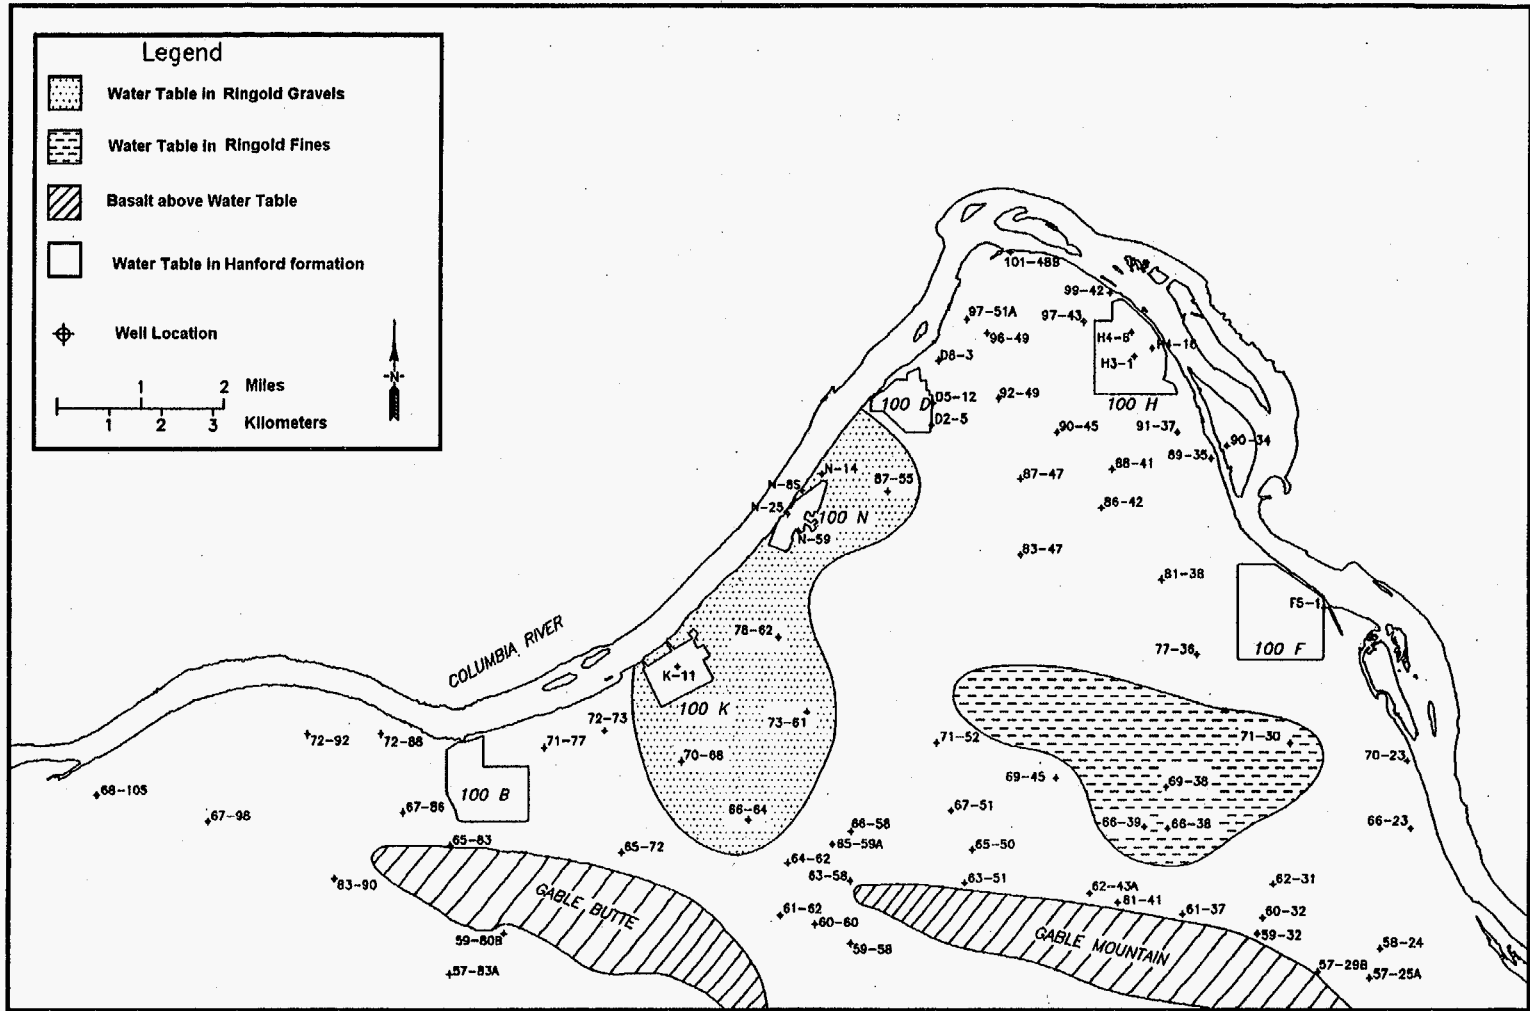 Legend
Water Table in Ringold Gravels
Water Table in Ringold Fines
Basalt above Water Table
Water Table in Hanford formation
Well Location
-N-
1 2 Miles
1 2 3 Kilometers
101-48B
99-42
97-51A
97-43
96-49
H4-16
H3-1
D8-3
100 D
D5-12
D2-5
92-49
100 H
90-45
91-37
90-34
89-35
N-14
87-55
87-47
88-41
N-85
N-25
86-42
100 N
N-59
83-47
81-38
F5-1
COLUMBIA RIVER
78-62
77-36
100 F
K-11
100 K
73-61
72-92
72-88
72-73
71-77
71-52
71-30
70-68
70-23
69-45
69-38
68-105
67-98
67-86
100 B
67-51
66-64
66-58
66-39
66-38
66-23
65-83
65-72
65-59A
65-50
64-62
63-58
63-51
62-43A
62-31
83-90
GABLE BUTTE
61-62
60-60
81-41
61-37
60-32
59-80B
59-58
GABLE MOUNTAIN
59-32
58-24
57-83A
57-29B
57-25A